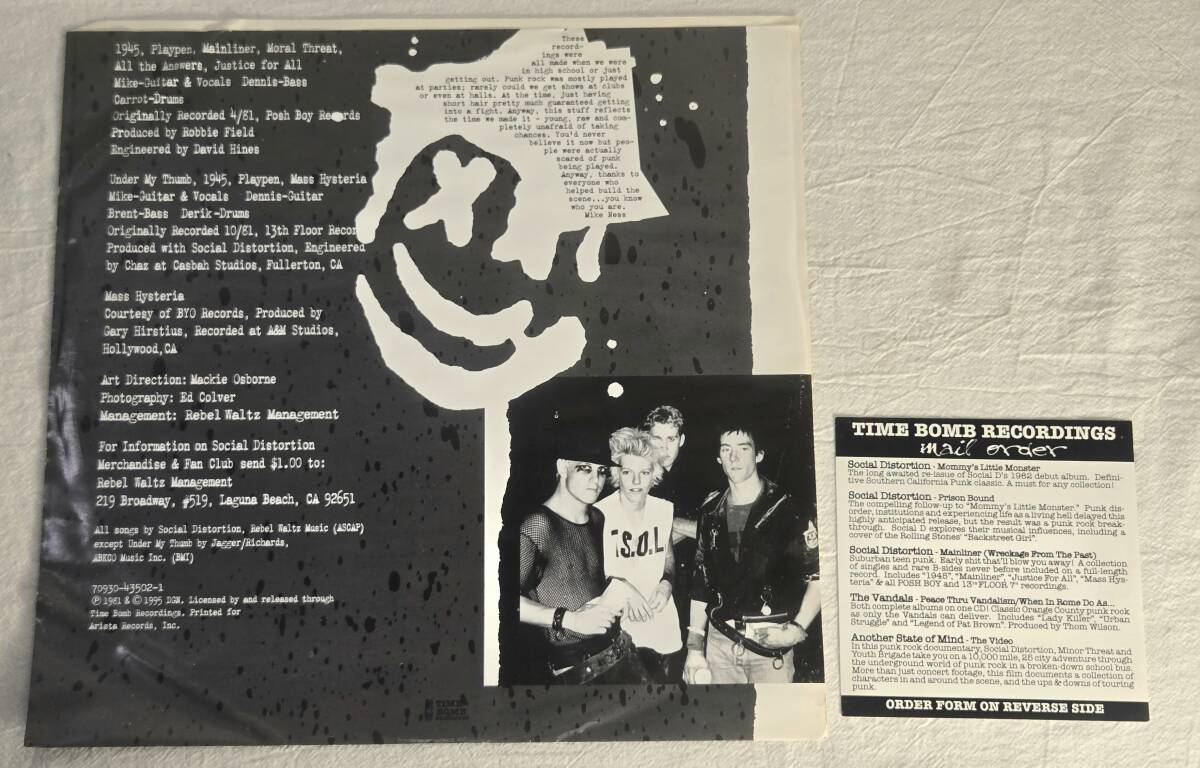 1945, Playpen, Mainliner, Moral Threat,
All the Answers, Justice for All
Mike-Guitar & Vocals Dennis-Bass
Carrot-Drums
Originally Recorded 4/81, Posh Boy Records
Produced by Robbie Field
Engineered by David Hines
Under My Thumb, 1945, Playpen, Mass Hysteria
Mike-Guitar & Vocals Dennis-Guitar
Brent-Bass Derik-Drums
Originally Recorded 10/81, 13th Floor Recor
Produced with Social Distortion, Engineered
by Chaz at Casbah Studios, Fullerton, CA
Mass Hysteria
Courtesy of BYO Records, Produced by
Gary Hirstius, Recorded at A&M Studios,
Hollywood,CA
Art Direction: Mackie Osborne
Photography: Ed Colver
Management: Rebel Waltz Management
For Information on Social Distortion
Merchandise & Fan Club send $1.00 to:
Rebel Waltz Management
219 Broadway, #519, Laguna Beach, CA 92651
All songs by Social Distortion, Rebel Waltz Music (ASCAP)
except Under My Thumb by Jagger/Richards,
ABKCO Music Inc. (BMI)
70930-43502-1
℗ 1981 & © 1995 DGN, Licensed by and released through
Time Bomb Recordings, Printed for
Arista Records, Inc.
These
record-
ings were
all made when we were
in high school or just
getting out. Punk rock was mostly played
at parties; rarely could we get shows at clubs
or even at halls. At the time, just having
short hair pretty much guaranteed getting
into a fight. Anyway, this stuff reflects
the time we made it - young, raw and com-
pletely unafraid of taking
chances. You'd never
believe it now but peo-
ple were actually
scared of punk
being played.
Anyway, thanks to
everyone who
helped build the
scene...you know
who you are.
Mike Ness
T.S.O.L
TIME
BOMB
TIME BOMB RECORDINGS
mail order
Social Distortion - Mommy's Little Monster
The long awaited re-issue of Social D's 1982 debut album. Defini-
tive Southern California Punk classic. A must for any collection!
Social Distortion - Prison Bound
The compelling follow-up to "Mommy's Little Monster." Punk dis-
order, institutions and experiencing life as a living hell delayed this
highly anticipated release, but the result was a punk rock break-
through. Social D explores their musical influences, including a
cover of the Rolling Stones' "Backstreet Girl".
Social Distortion - Mainliner (Wreckage From The Past)
Suburban teen punk. Early shit that'll blow you away! A collection
of singles and rare B-sides never before included on a full-length
record. Includes "1945", "Mainliner", "Justice For All", "Mass Hys-
teria" & all POSH BOY and 13TH FLOOR 7" recordings.
The Vandals - Peace Thru Vandalism/When In Rome Do As...
Both complete albums on one CD! Classic Orange County punk rock
as only the Vandals can deliver. Includes "Lady Killer", "Urban
Struggle" and "Legend of Pat Brown". Produced by Thom Wilson.
Another State of Mind - The Video
In this punk rock documentary, Social Distortion, Minor Threat and
Youth Brigade take you on a 10,000 mile, 25 city adventure through
the underground world of punk rock in a broken-down school bus.
More than just concert footage, this film documents a collection of
characters in and around the scene, and the ups & downs of touring
punk.
ORDER FORM ON REVERSE SIDE